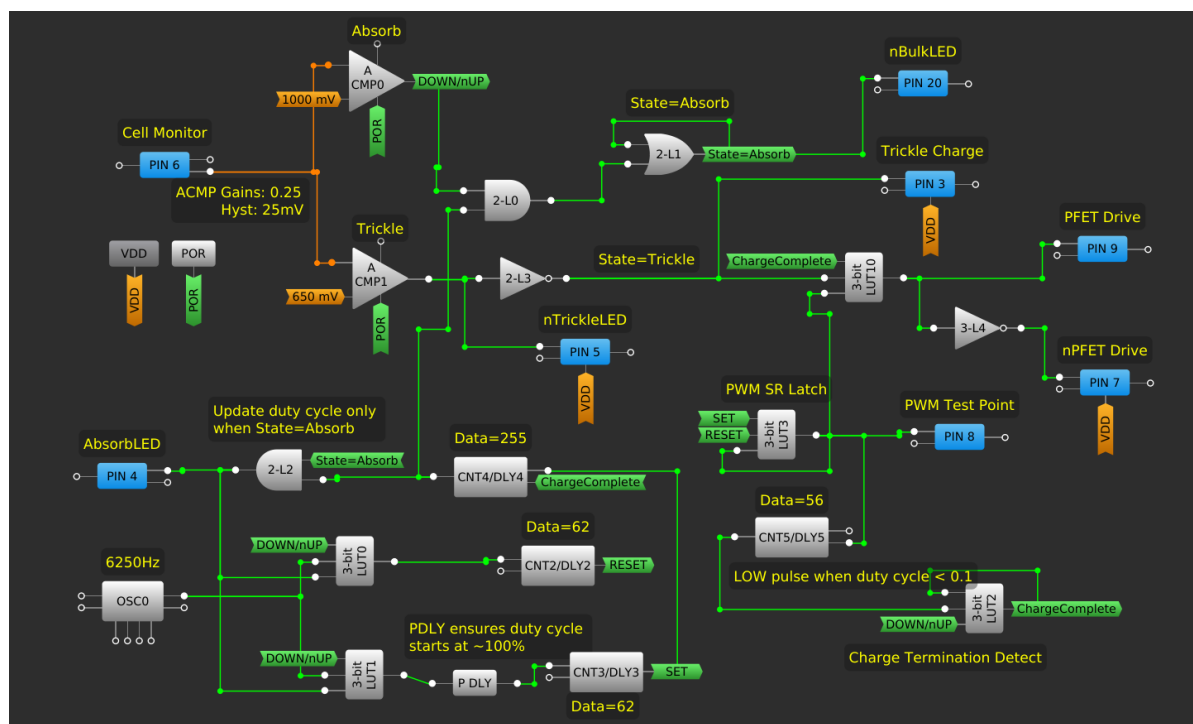 Absorb
A
CMP0
DOWN/nUP
1000 mV
POR
nBulkLED
PIN 20
State=Absorb
2-L1
State=Absorb
Cell Monitor
PIN 6
ACMP Gains: 0.25
Hyst: 25mV
2-L0
Trickle Charge
PIN 3
VDD
Trickle
A
CMP1
650 mV
POR
VDD
VDD
POR
POR
2-L3
State=Trickle
ChargeComplete
3-bit
LUT10
PFET Drive
PIN 9
3-L4
nPFET Drive
PIN 7
VDD
nTrickleLED
PIN 5
VDD
PWM SR Latch
SET
RESET
3-bit
LUT3
PWM Test Point
PIN 8
Update duty cycle only
when State=Absorb
AbsorbLED
PIN 4
2-L2
State=Absorb
Data=255
CNT4/DLY4
ChargeComplete
Data=56
CNT5/DLY5
6250Hz
OSC0
DOWN/nUP
3-bit
LUT0
Data=62
CNT2/DLY2
RESET
LOW pulse when duty cycle < 0.1
3-bit
LUT2
ChargeComplete
DOWN/nUP
Charge Termination Detect
PDLY ensures duty cycle
starts at ~100%
DOWN/nUP
3-bit
LUT1
P DLY
CNT3/DLY3
SET
Data=62